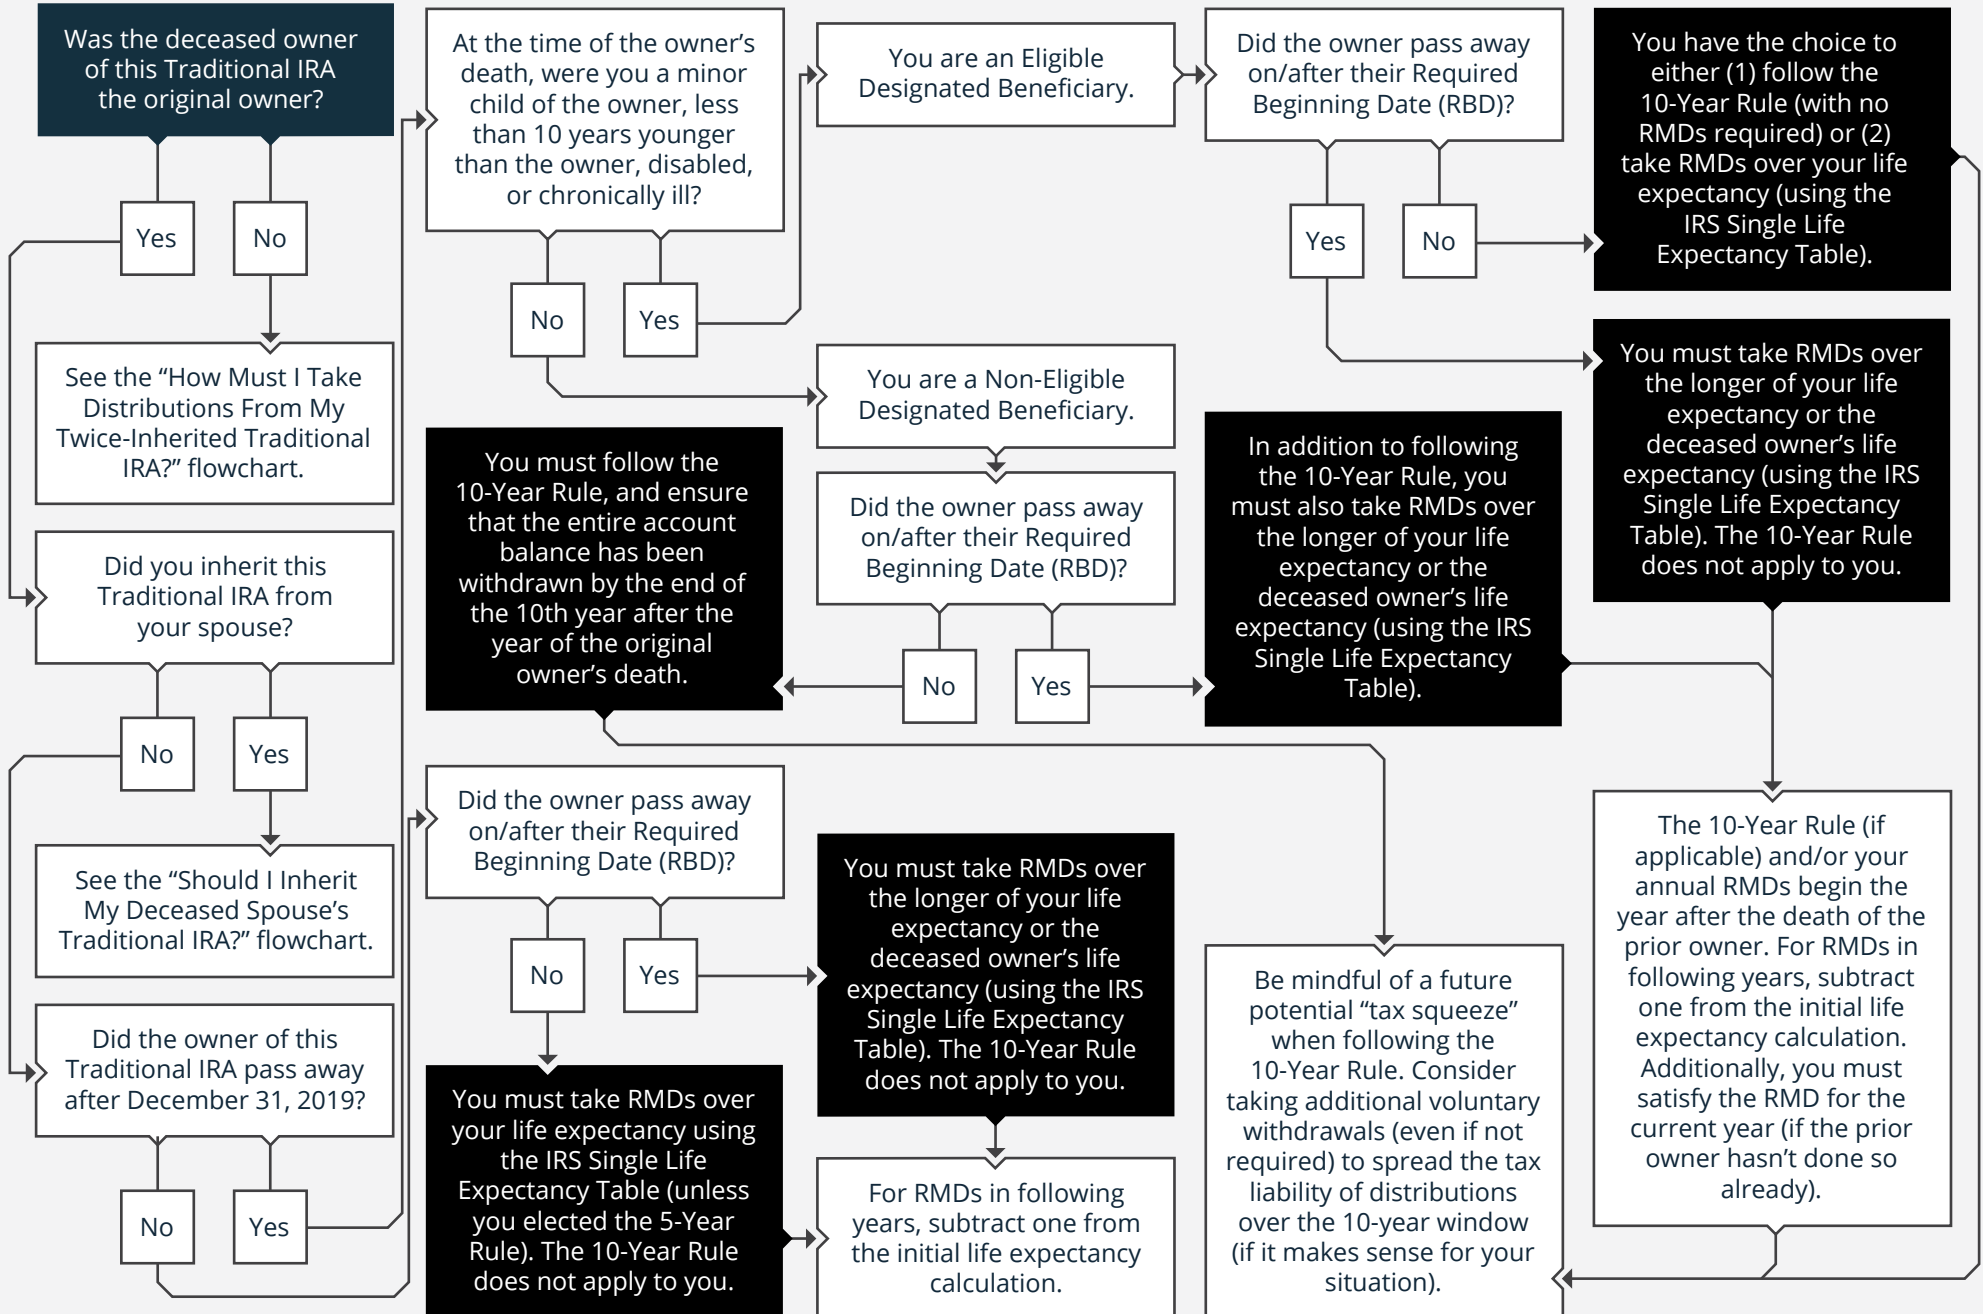 Was the deceased owner
of this Traditional IRA
the original owner?
Yes
No
See the “How Must I Take
Distributions From My
Twice-Inherited Traditional
IRA?” flowchart.
Did you inherit this
Traditional IRA from
your spouse?
No
Yes
See the “Should I Inherit
My Deceased Spouse’s
Traditional IRA?” flowchart.
Did the owner of this
Traditional IRA pass away
after December 31, 2019?
No
Yes
At the time of the owner’s
death, were you a minor
child of the owner, less
than 10 years younger
than the owner, disabled,
or chronically ill?
No
Yes
You must follow the
10-Year Rule, and ensure
that the entire account
balance has been
withdrawn by the end of
the 10th year after the
year of the original
owner’s death.
Did the owner pass away
on/after their Required
Beginning Date (RBD)?
No
Yes
You must take RMDs over
your life expectancy using
the IRS Single Life
Expectancy Table (unless
you elected the 5-Year
Rule). The 10-Year Rule
does not apply to you.
You are an Eligible
Designated Beneficiary.
You are a Non-Eligible
Designated Beneficiary.
Did the owner pass away
on/after their Required
Beginning Date (RBD)?
No
Yes
You must take RMDs over
the longer of your life
expectancy or the
deceased owner’s life
expectancy (using the IRS
Single Life Expectancy
Table). The 10-Year Rule
does not apply to you.
For RMDs in following
years, subtract one from
the initial life expectancy
calculation.
Did the owner pass away
on/after their Required
Beginning Date (RBD)?
Yes
No
In addition to following
the 10-Year Rule, you
must also take RMDs over
the longer of your life
expectancy or the
deceased owner’s life
expectancy (using the IRS
Single Life Expectancy
Table).
Be mindful of a future
potential “tax squeeze”
when following the
10-Year Rule. Consider
taking additional voluntary
withdrawals (even if not
required) to spread the tax
liability of distributions
over the 10-year window
(if it makes sense for your
situation).
You have the choice to
either (1) follow the
10-Year Rule (with no
RMDs required) or (2)
take RMDs over your life
expectancy (using the
IRS Single Life
Expectancy Table).
You must take RMDs over
the longer of your life
expectancy or the
deceased owner’s life
expectancy (using the IRS
Single Life Expectancy
Table). The 10-Year Rule
does not apply to you.
The 10-Year Rule (if
applicable) and/or your
annual RMDs begin the
year after the death of the
prior owner. For RMDs in
following years, subtract
one from the initial life
expectancy calculation.
Additionally, you must
satisfy the RMD for the
current year (if the prior
owner hasn’t done so
already).